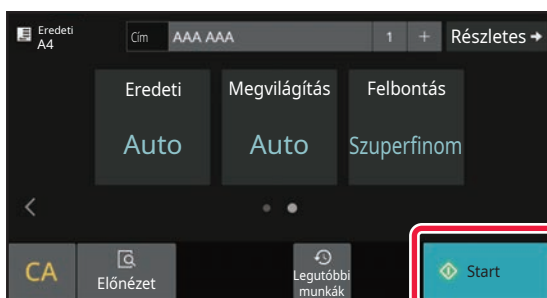 Eredeti
A4
Cím AAA AAA 1 + Részletes
Eredeti Megvilágítás Felbontás
Auto Auto Szuperfinom
CA
Előnézet
Legutóbbi
munkák
Start